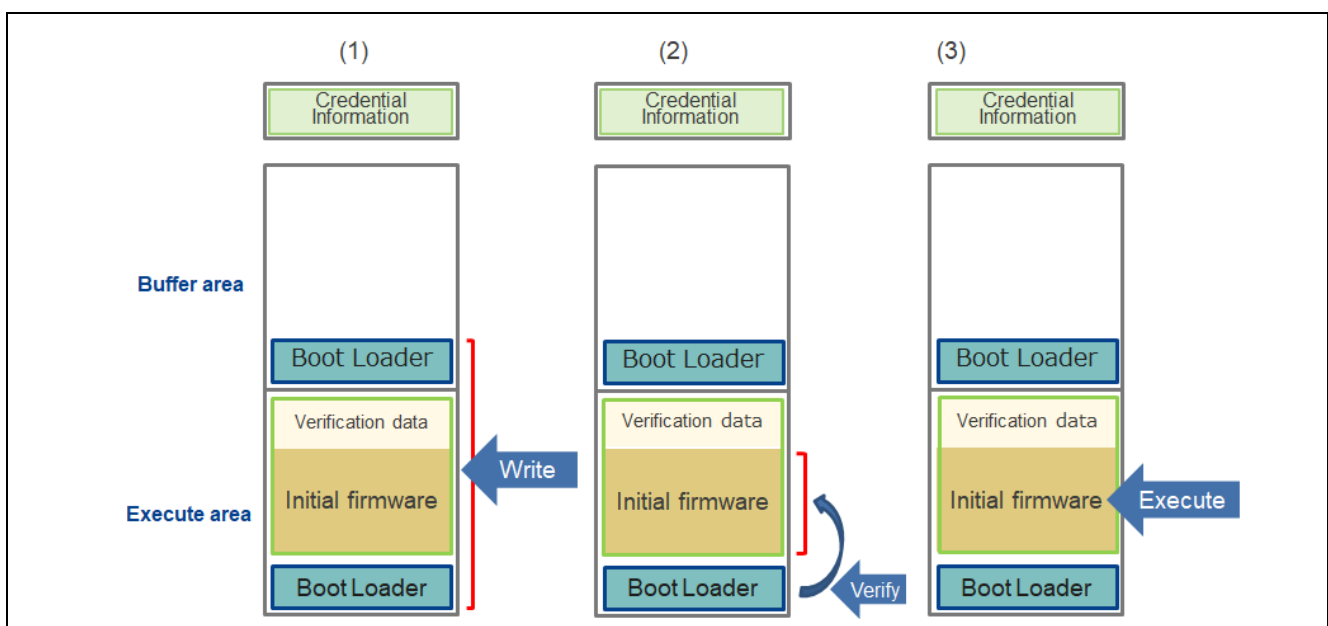 (1)
(2)
(3)
Credential
Information
Credential
Information
Credential
Information
Buffer area
Boot Loader
Boot Loader
Boot Loader
Verification data
Verification data
Verification data
Write
Execute area
Initial firmware
Initial firmware
Initial firmware
Execute
Boot Loader
Boot Loader
Verify
Boot Loader